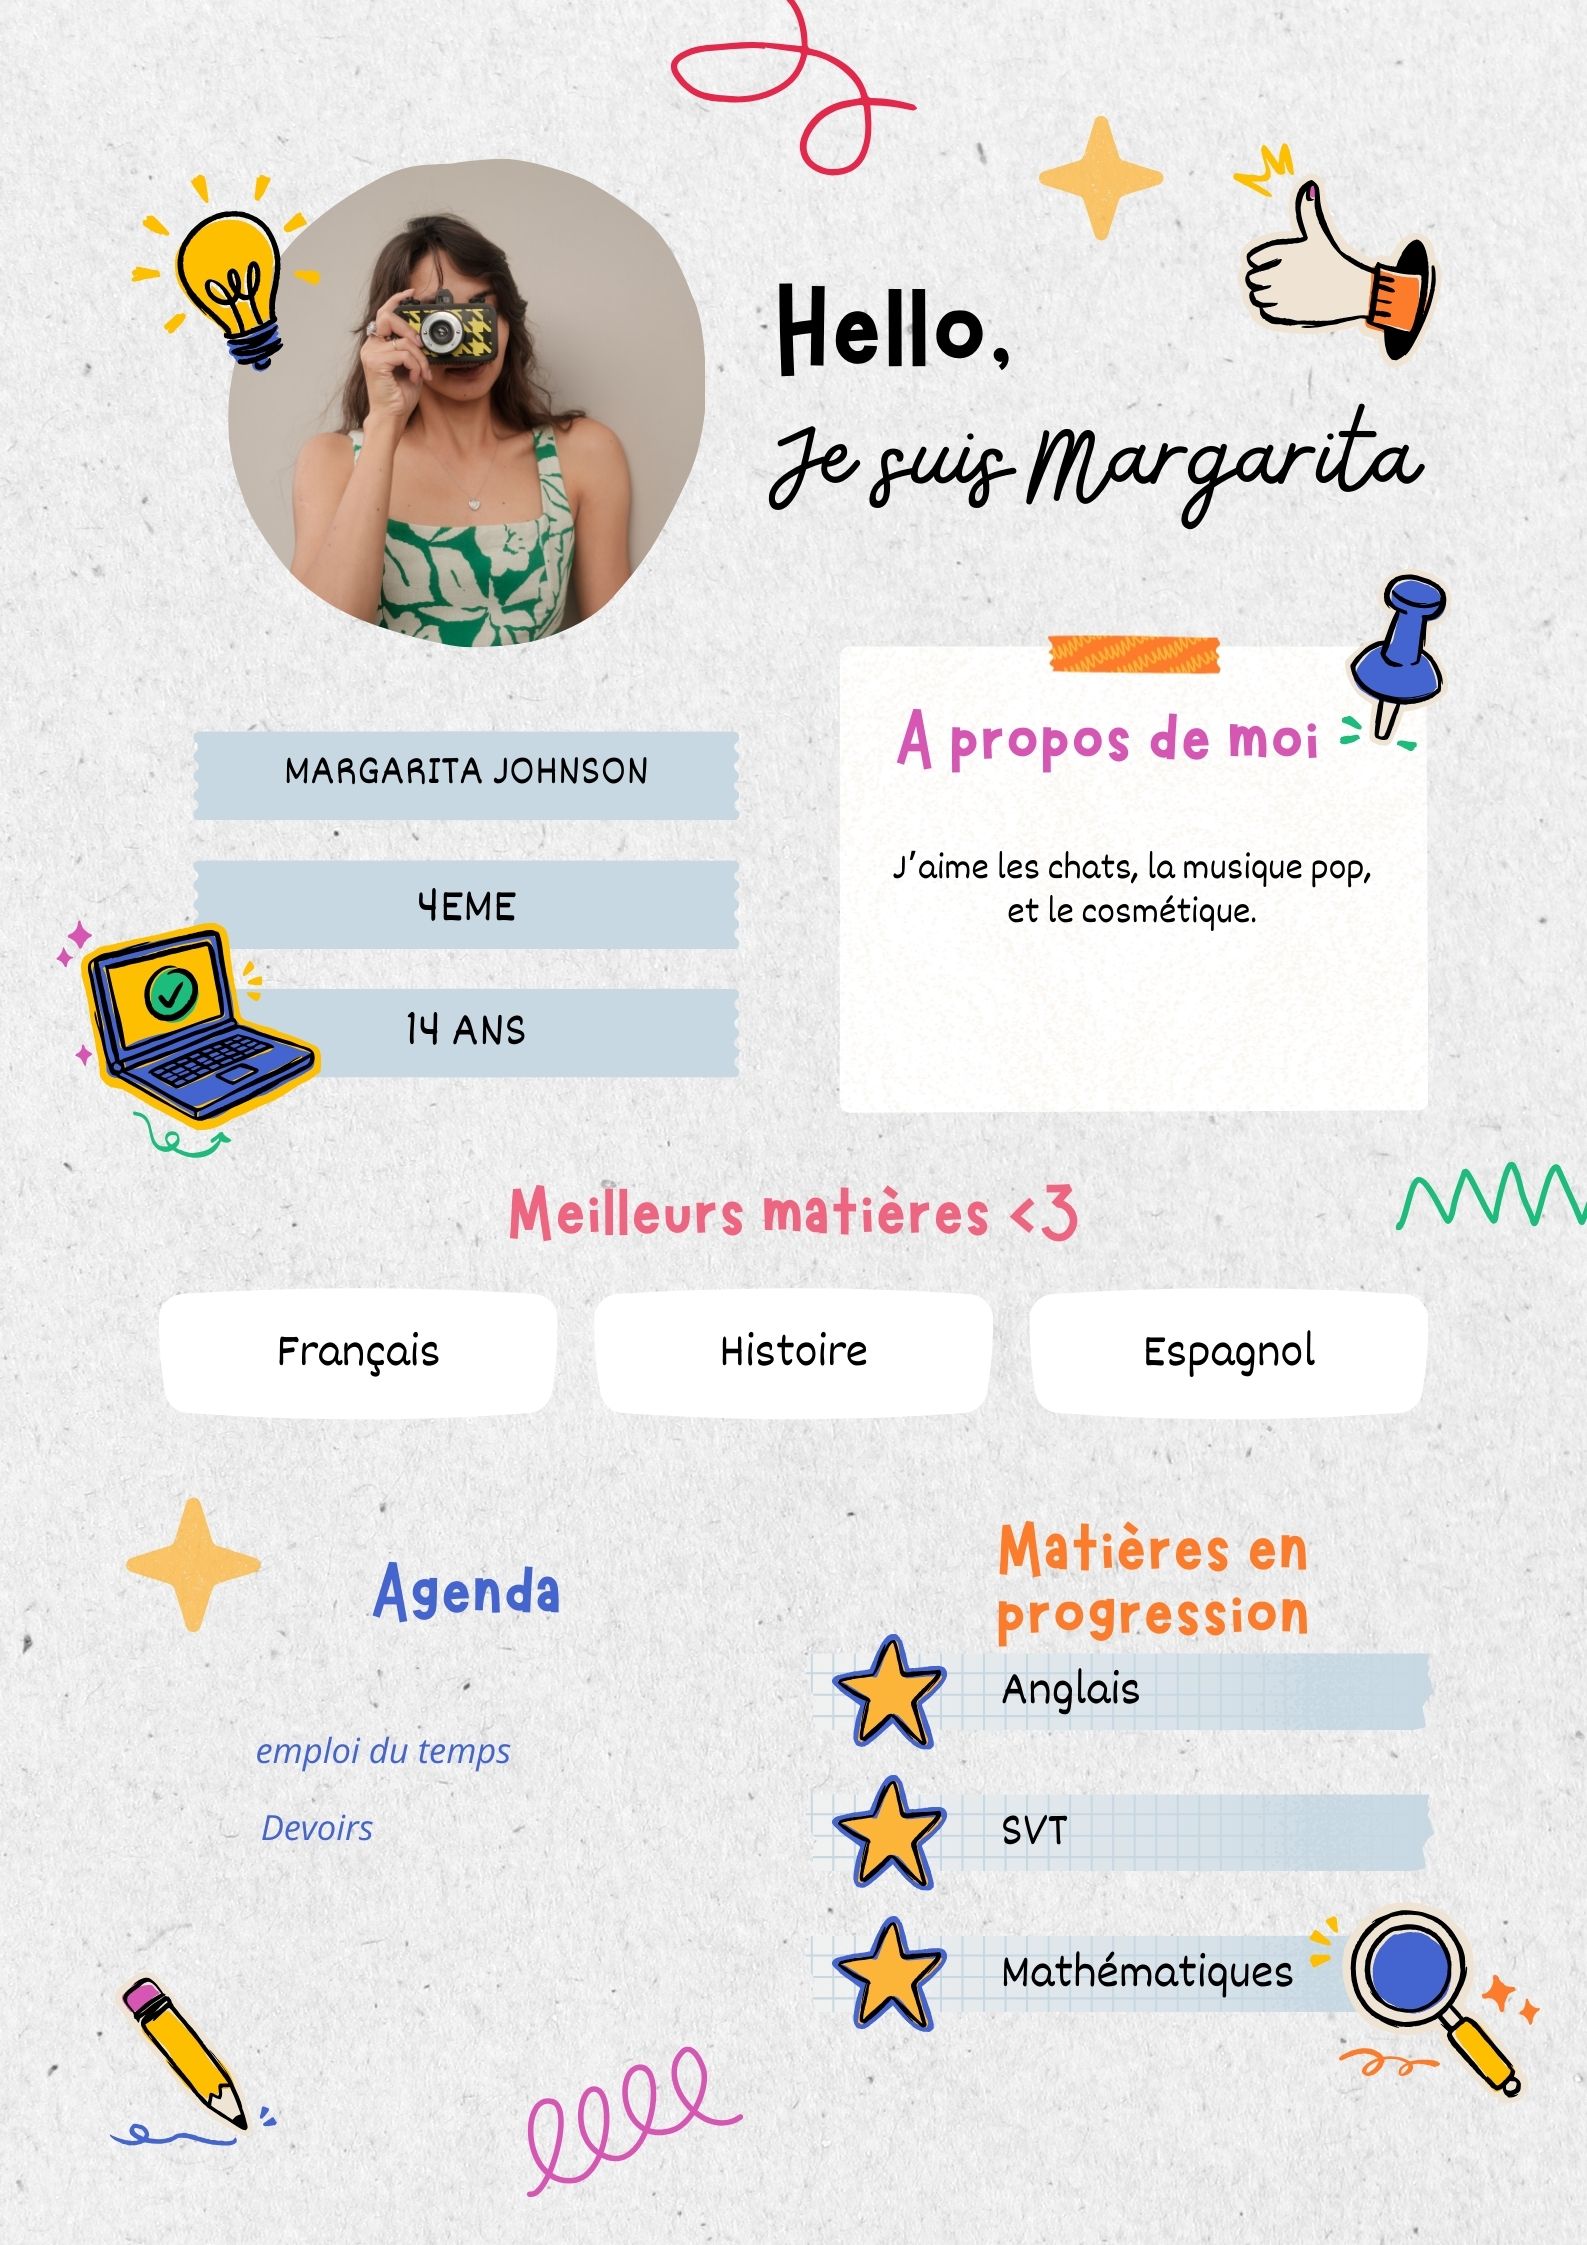 Hello,
Je suis Margarita
MARGARITA JOHNSON
4EME
14 ANS
A propos de moi
J'aime les chats, la musique pop,
et le cosmétique.
Meilleurs matières <3
Français
Histoire
Espagnol
Agenda
emploi du temps
Devoirs
Matières en
progression
Anglais
SVT
Mathématiques